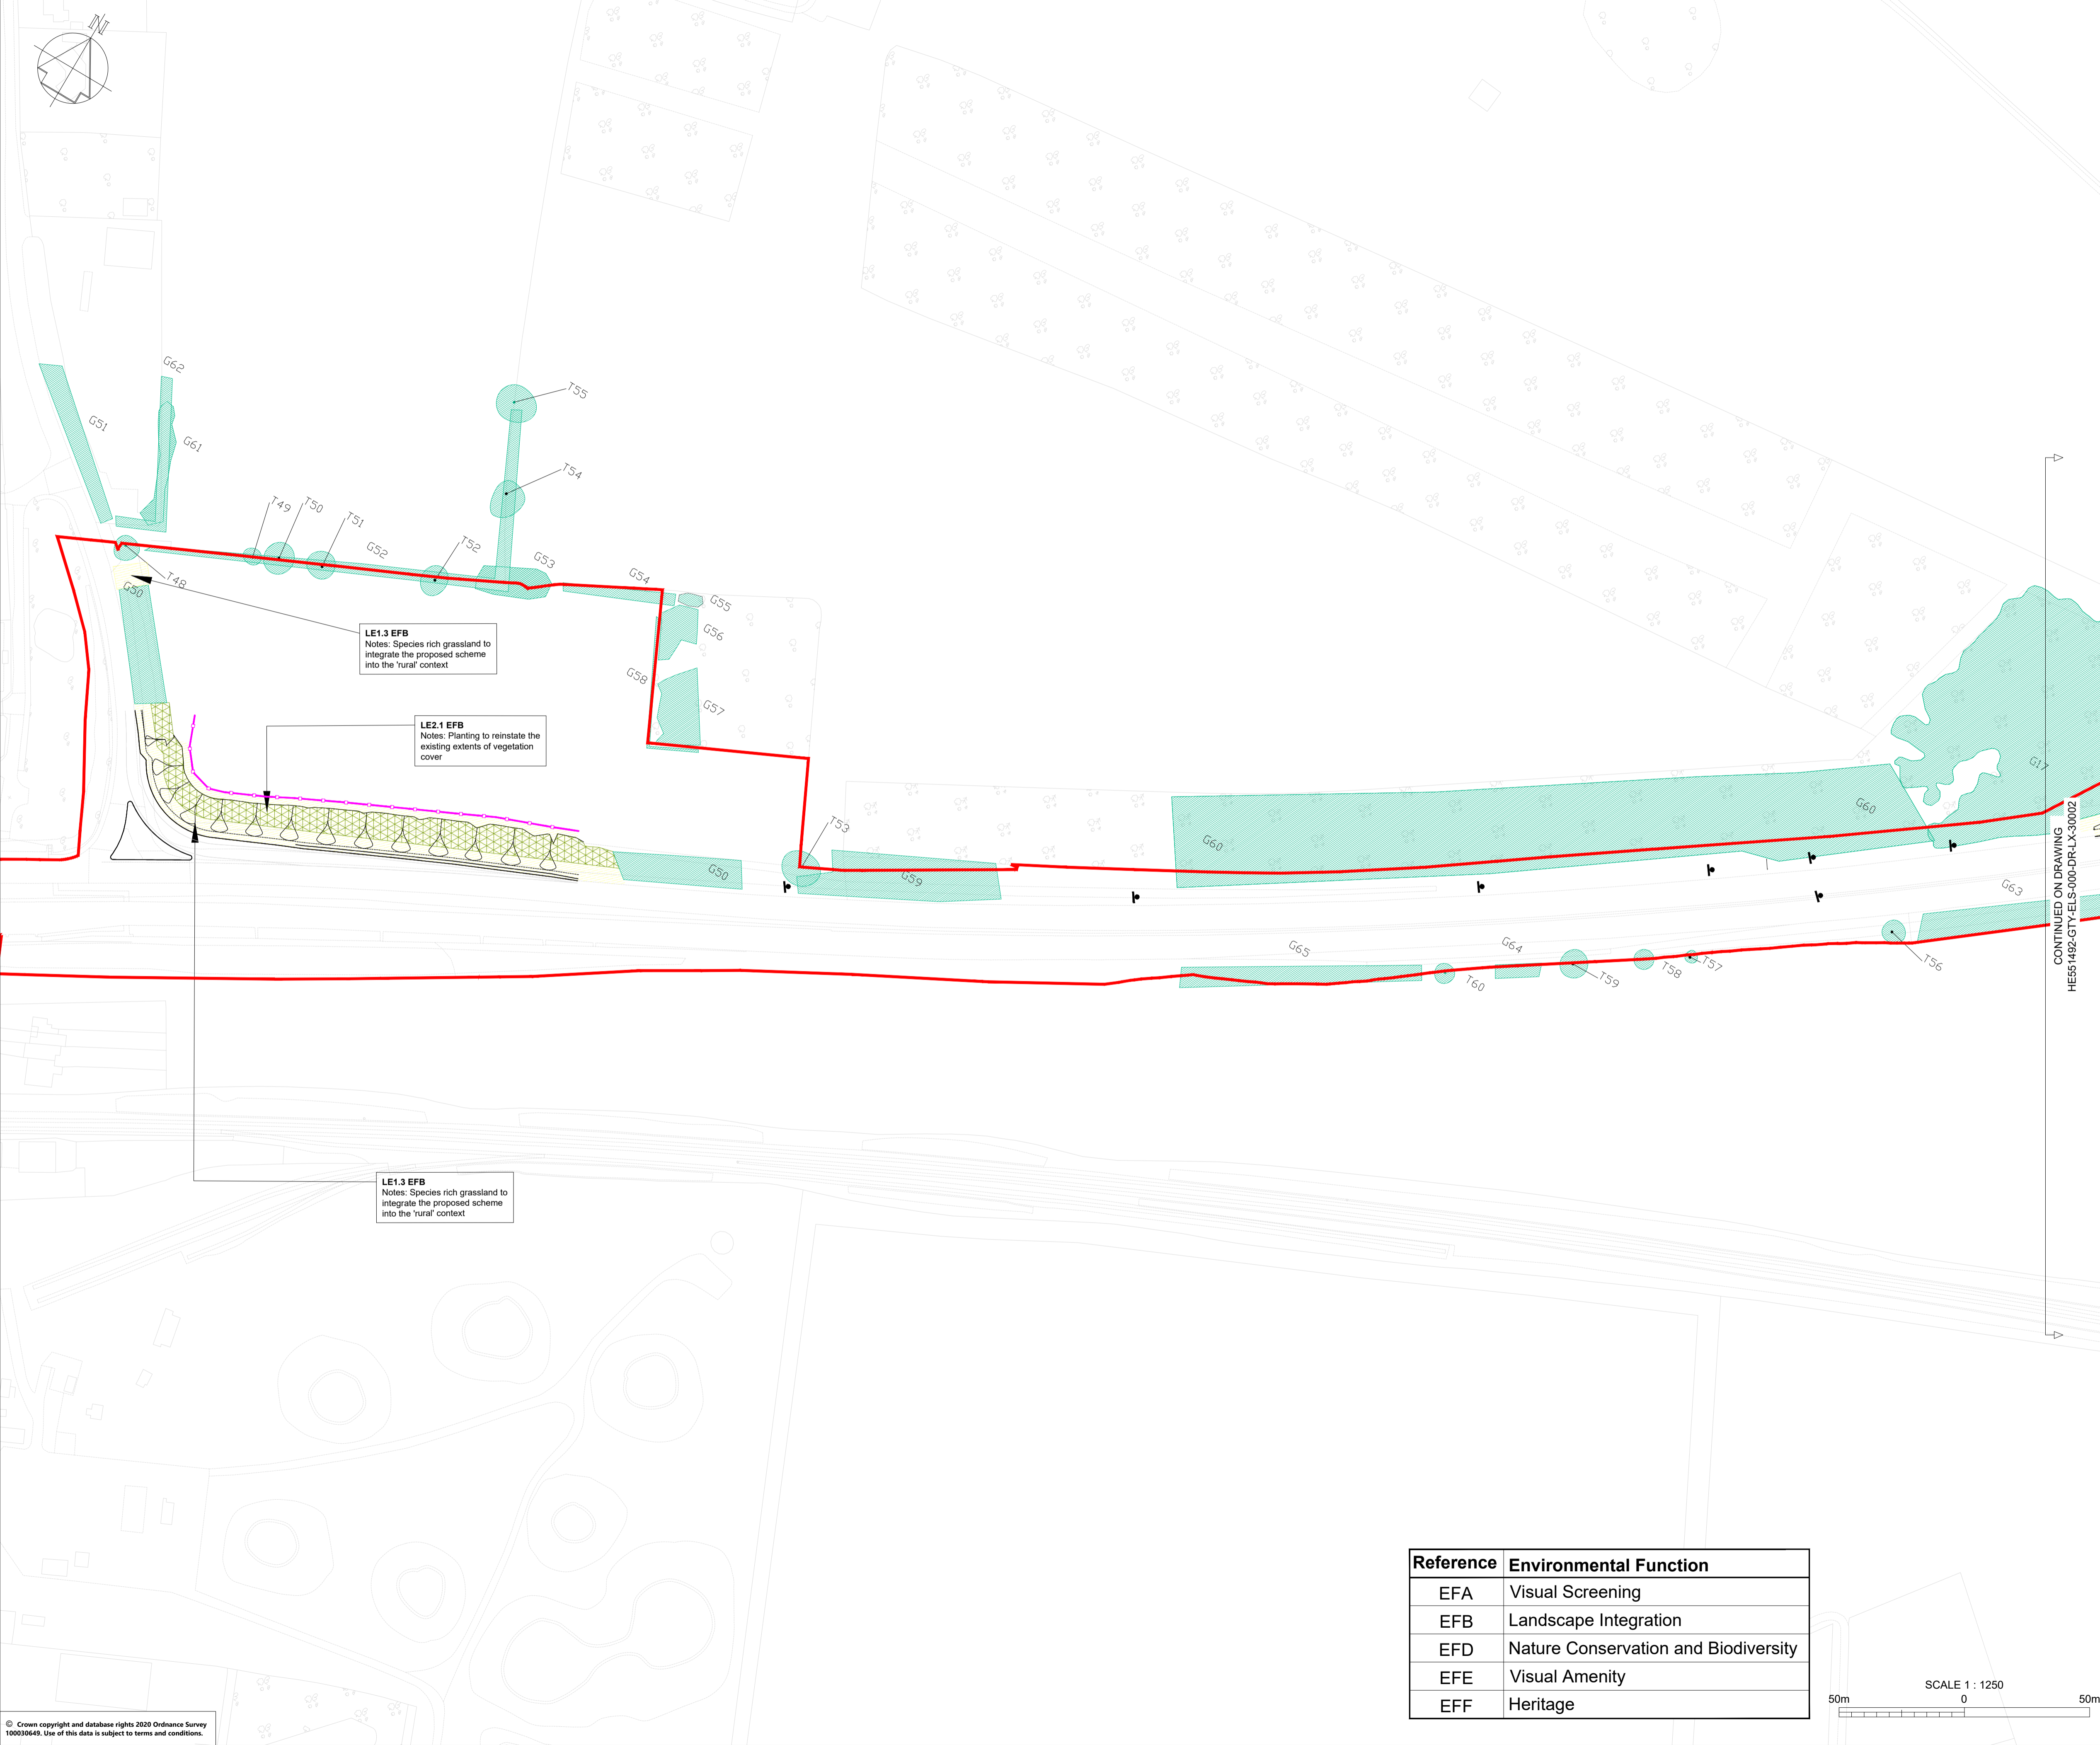 N
G62
G51
G61
T55
T54
T49
T50
T51
G52
T52
G53
G54
T48
G50
G55
G56
G58
G57
LE1.3 EFB
Notes: Species rich grassland to
integrate the proposed scheme
into the 'rural' context
LE2.1 EFB
Notes: Planting to reinstate the
existing extents of vegetation
cover
T53
G50
G59
G60
G60
G17
G63
G65
G64
T60
T59
T58
T57
T56
CONTINUED ON DRAWING
HE551492-GTY-ELS-000-DR-LX-30002
LE1.3 EFB
Notes: Species rich grassland to
integrate the proposed scheme
into the 'rural' context
Reference Environmental Function
EFA Visual Screening
EFB Landscape Integration
EFD Nature Conservation and Biodiversity
EFE Visual Amenity
EFF Heritage
SCALE 1 : 1250
50m 0 50m
© Crown copyright and database rights 2020 Ordnance Survey
100030649. Use of this data is subject to terms and conditions.